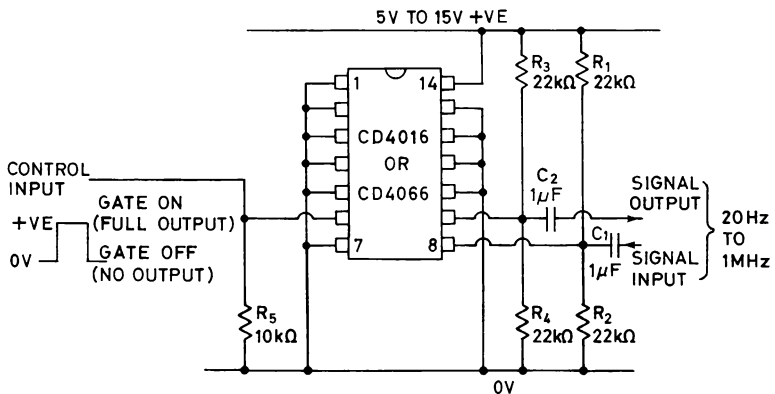 5V TO 15V +VE
R3
22kΩ
R1
22kΩ
1
14
CD4016
OR
CD4066
7
8
CONTROL
INPUT
+VE
0V
GATE ON
(FULL OUTPUT)
GATE OFF
(NO OUTPUT)
C2
1μF
C1
1μF
SIGNAL
OUTPUT
SIGNAL
INPUT
20Hz
TO
1MHz
R5
10kΩ
R4
22kΩ
R2
22kΩ
0V